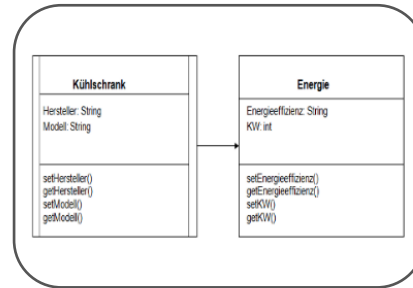 Kühlschrank
Hersteller: String
Modell: String
setHersteller()
getHersteller()
setModell()
getModell()
Energie
Energieeffizienz: String
KW: int
setEnergieeffizienz()
getEnergieeffizienz()
setKW()
getKW()